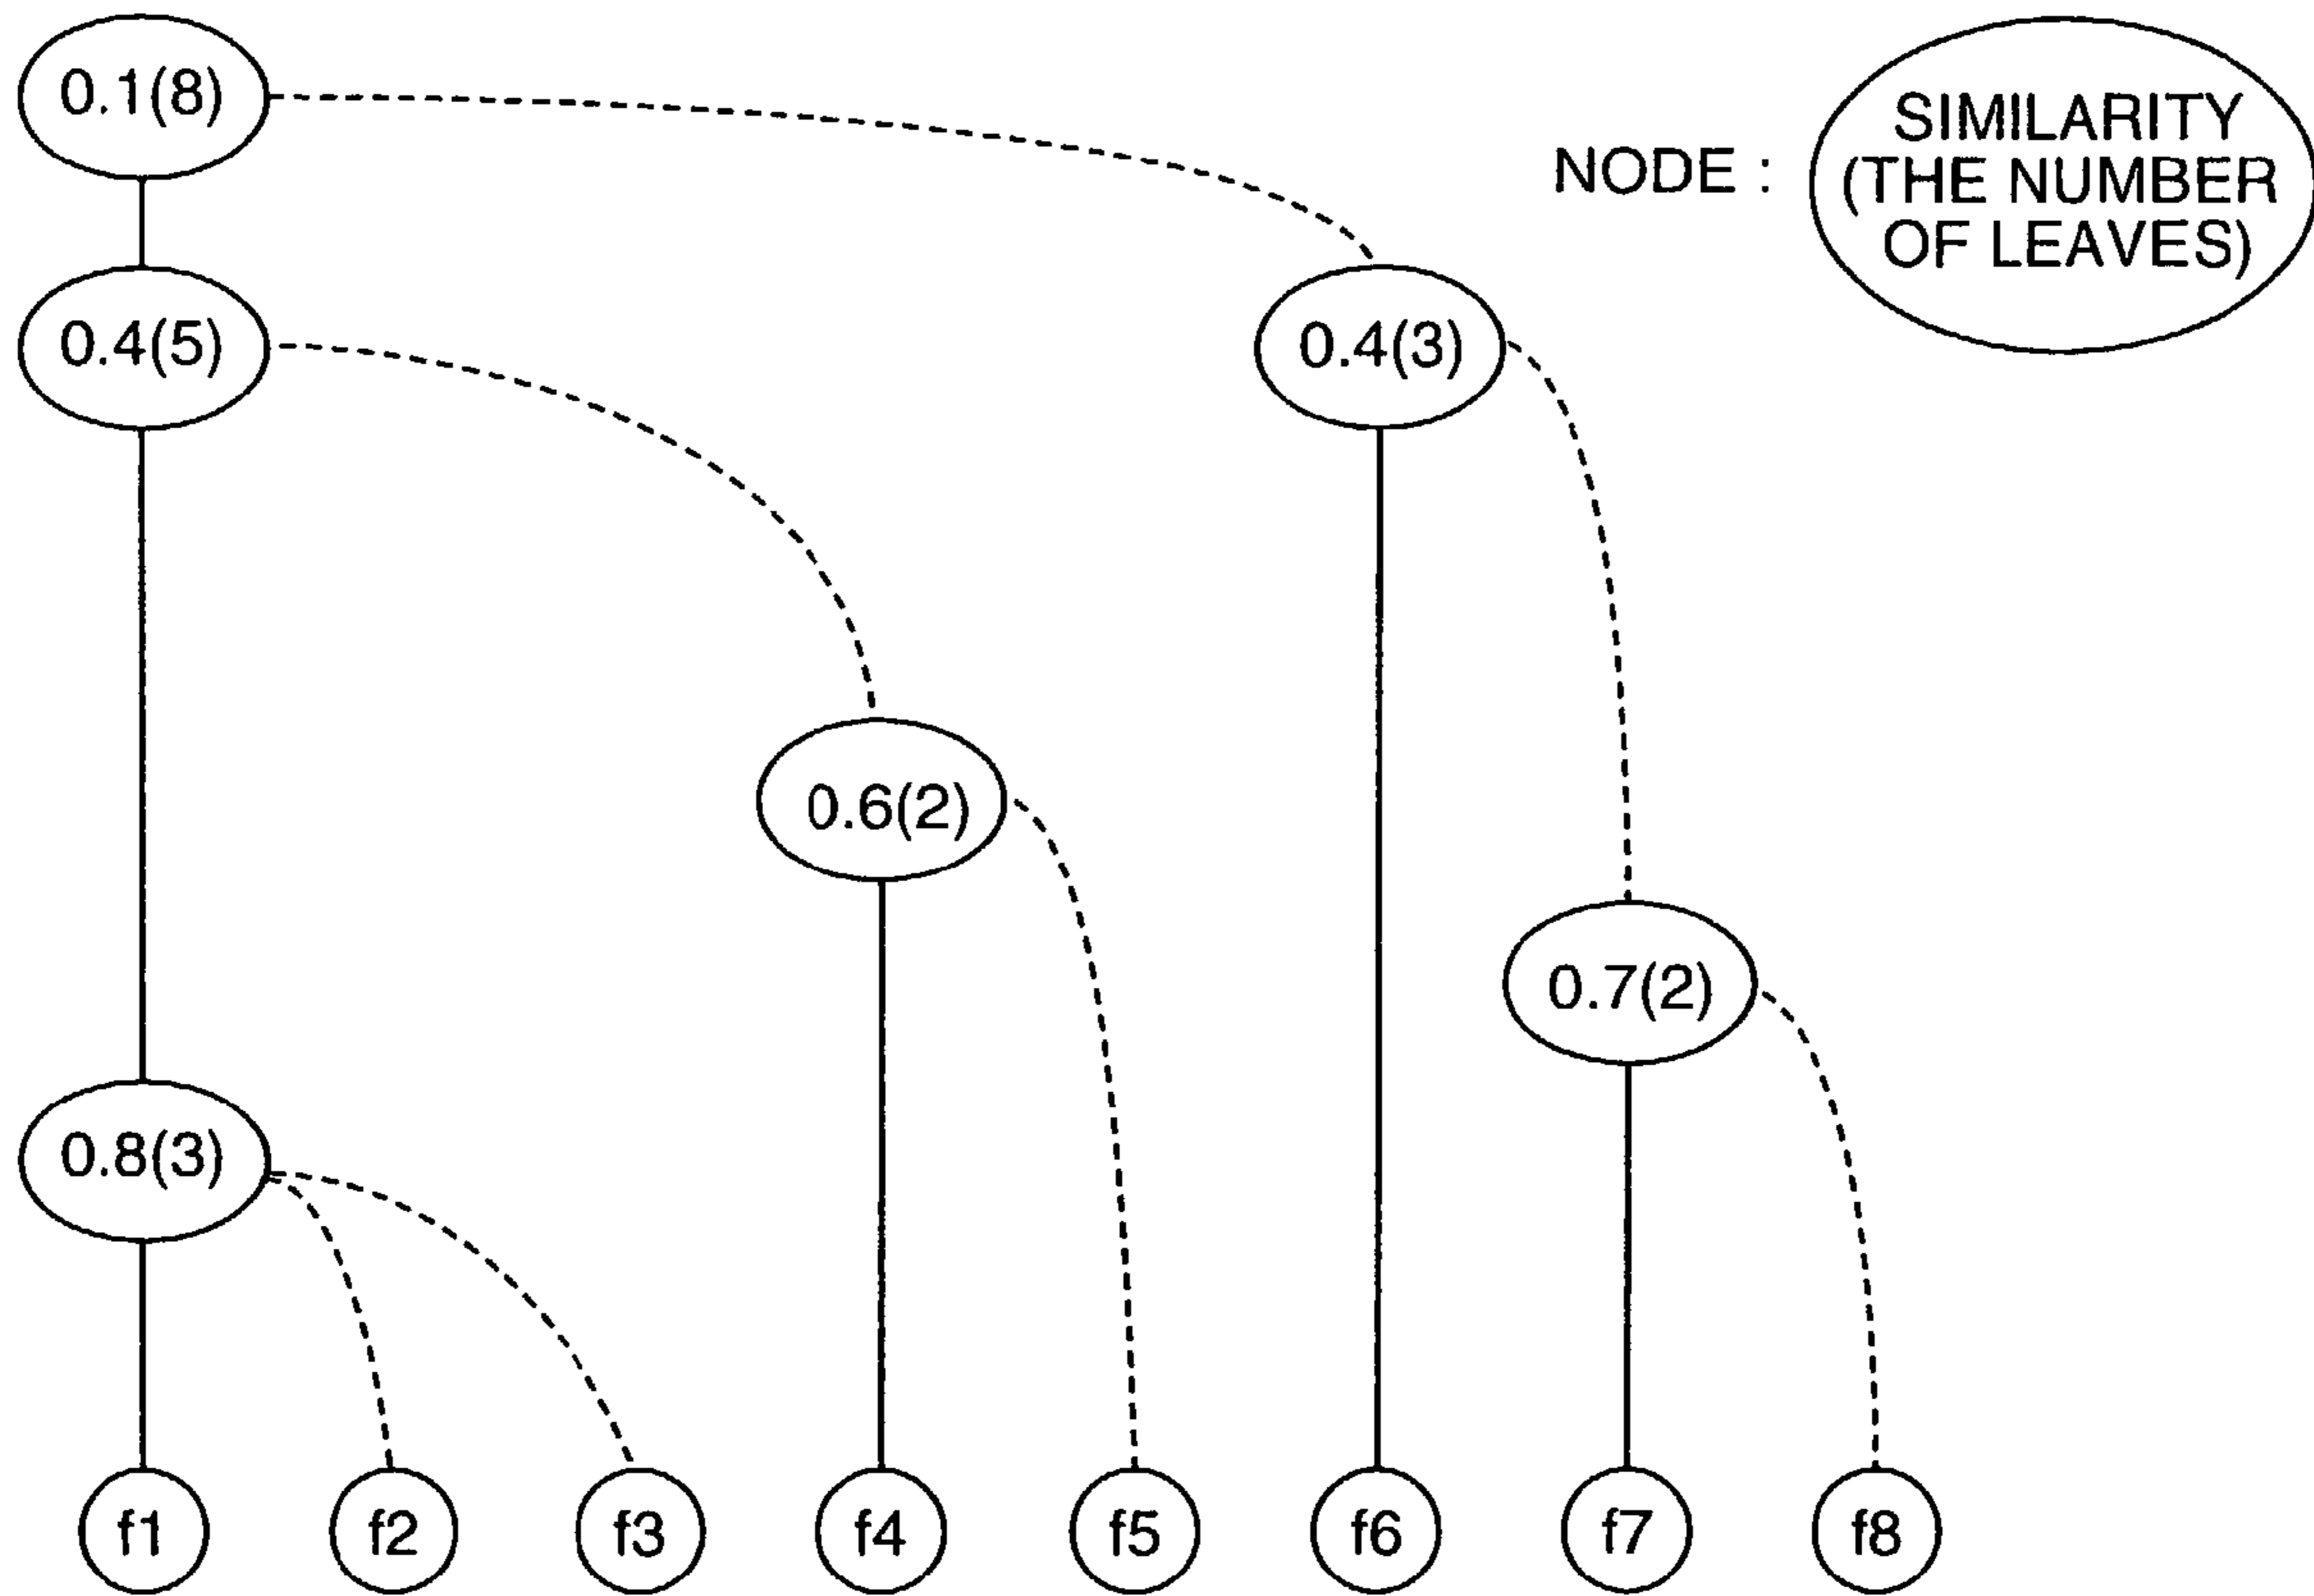 0.1(8)
NODE :
SIMILARITY
(THE NUMBER
OF LEAVES)
0.4(5)
0.4(3)
0.6(2)
0.7(2)
0.8(3)
f1
f2
f3
f4
f5
f6
f7
f8